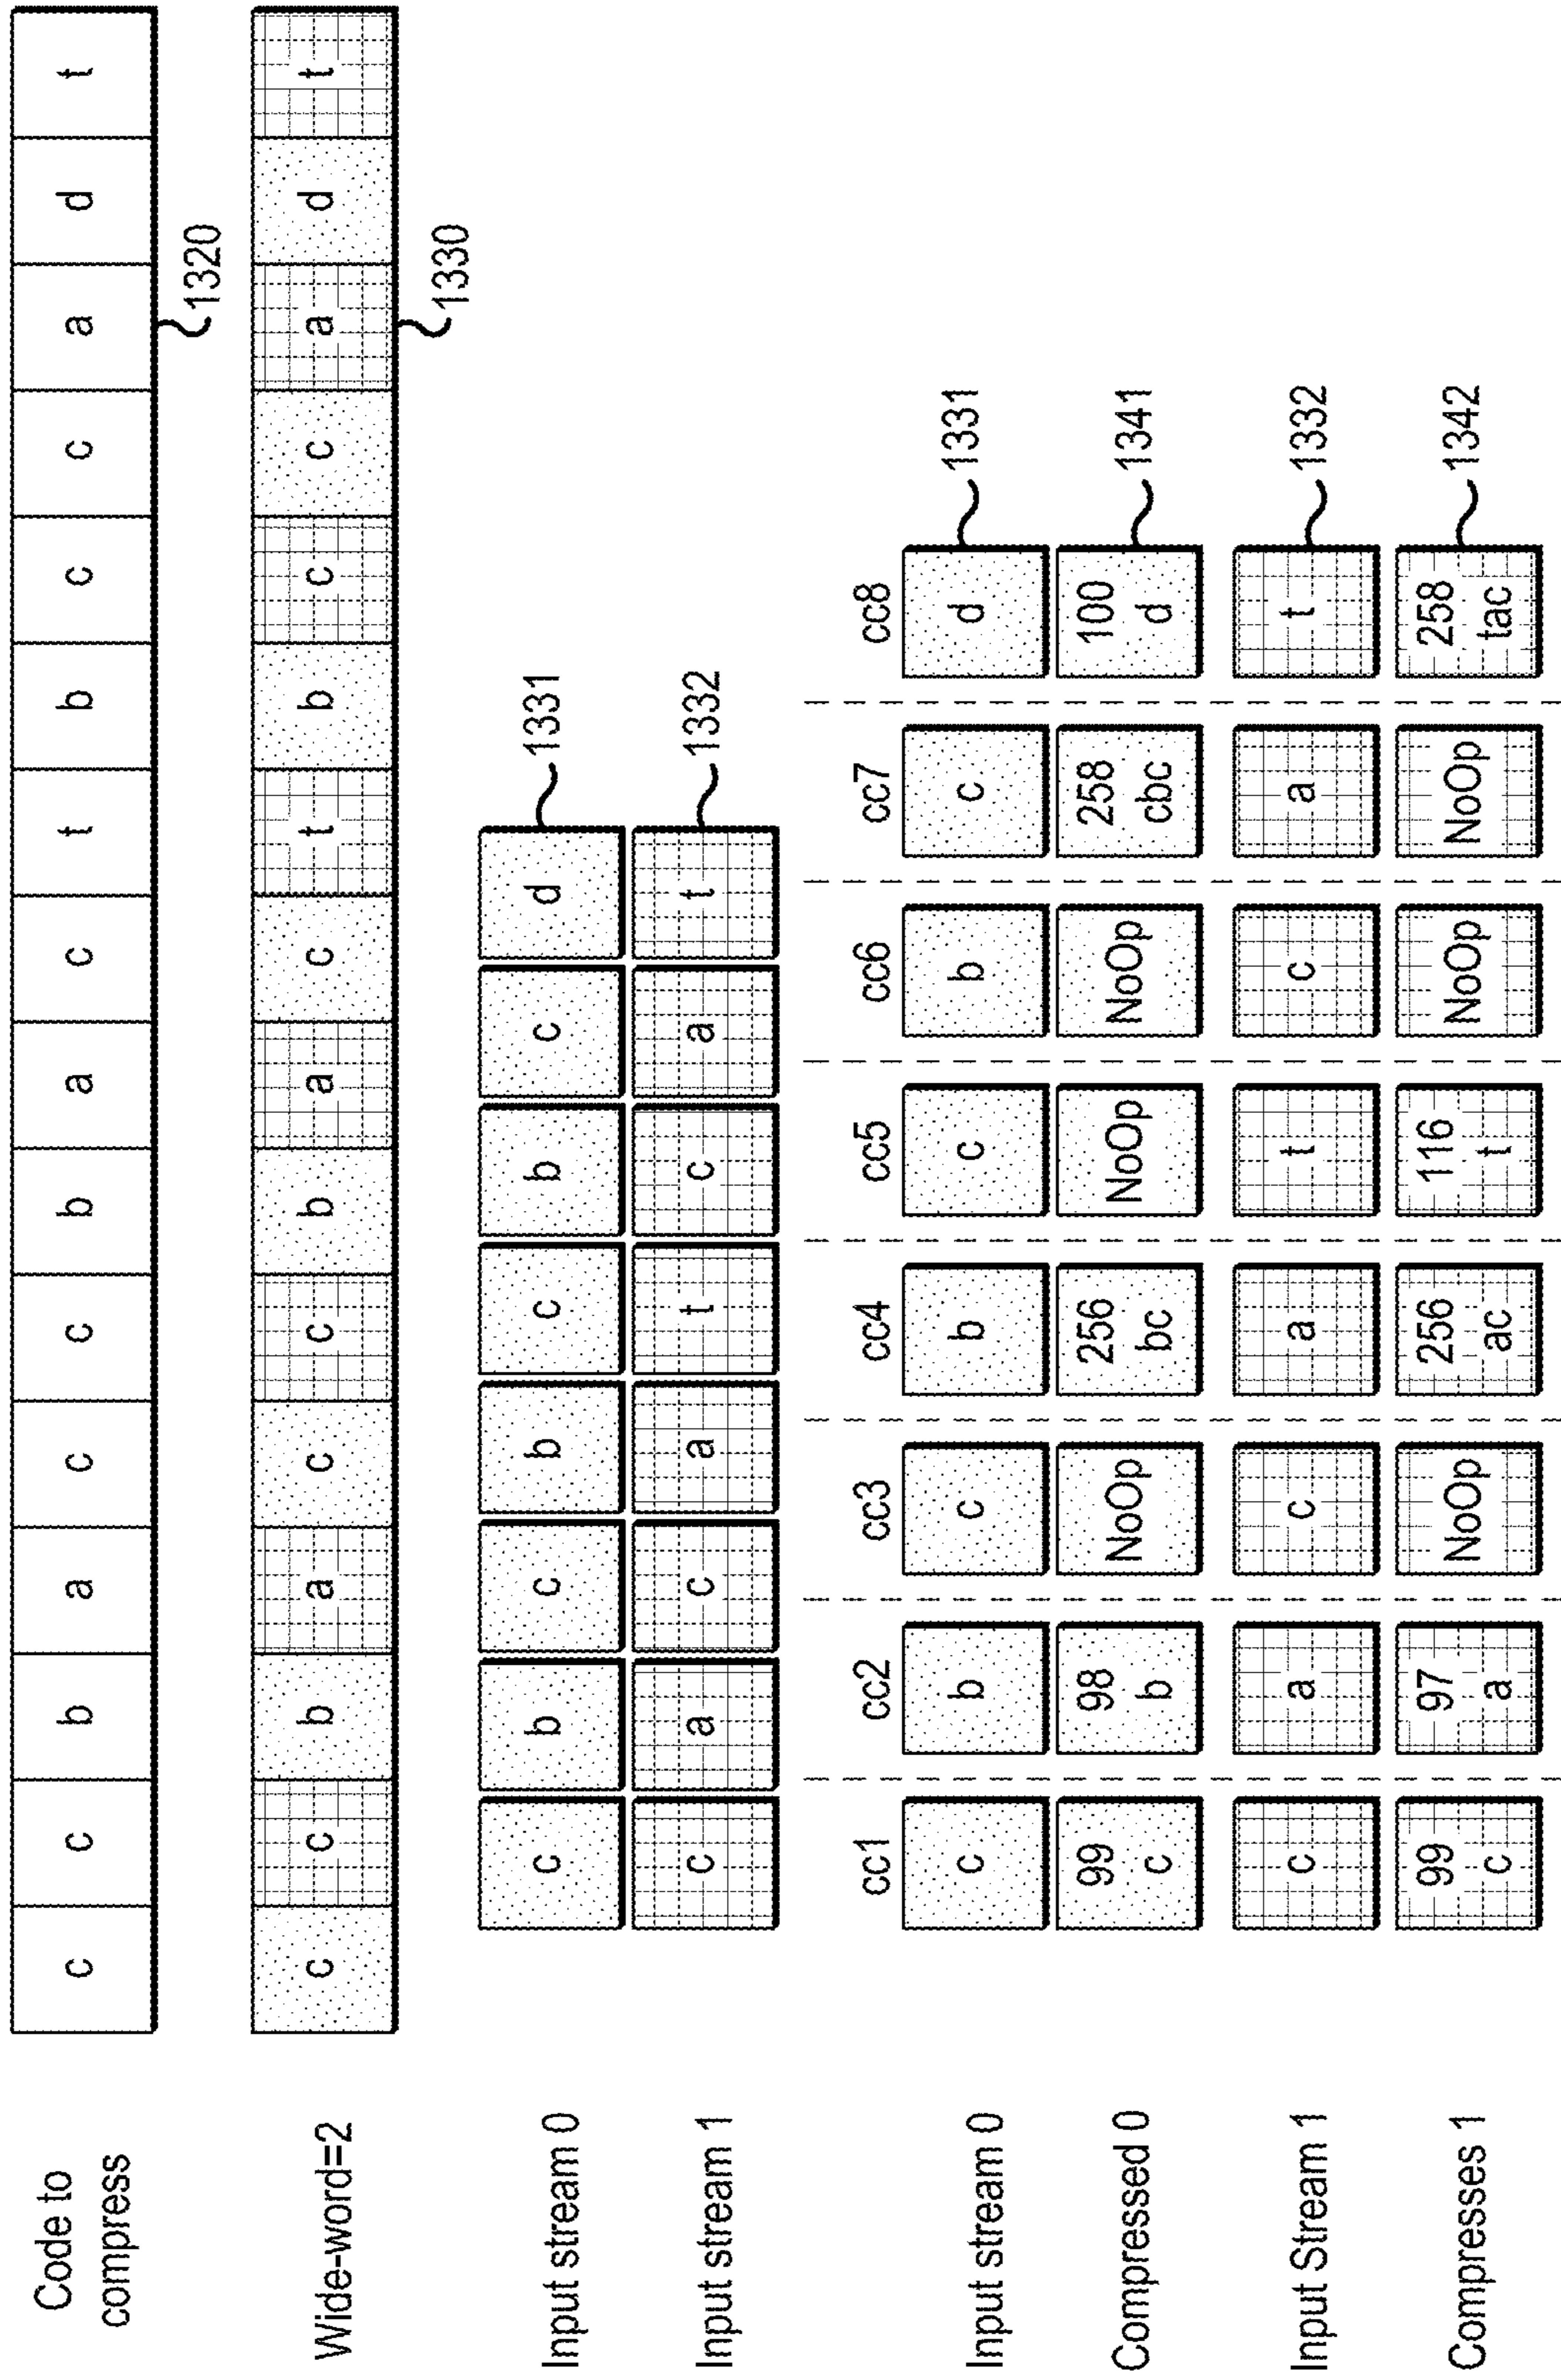 Code to compress
c c b a c c b a c t b c c a d t
1320
Wide-word=2
c c b a c c b a c t b c c a d t
1330
Input stream 0
c b c b c b c d
1331
Input stream 1
c a c a t c a t
1332
cc1 cc2 cc3 cc4 cc5 cc6 cc7 cc8
Input stream 0
c b c b c b c d
1331
Compressed 0
99 98 NoOp 256 NoOp NoOp 258 100
c b bc cbc d
1341
Input Stream 1
c a c a t c a t
1332
Compresses 1
99 97 NoOp 256 116 NoOp NoOp 258
c a ac t tac
1342